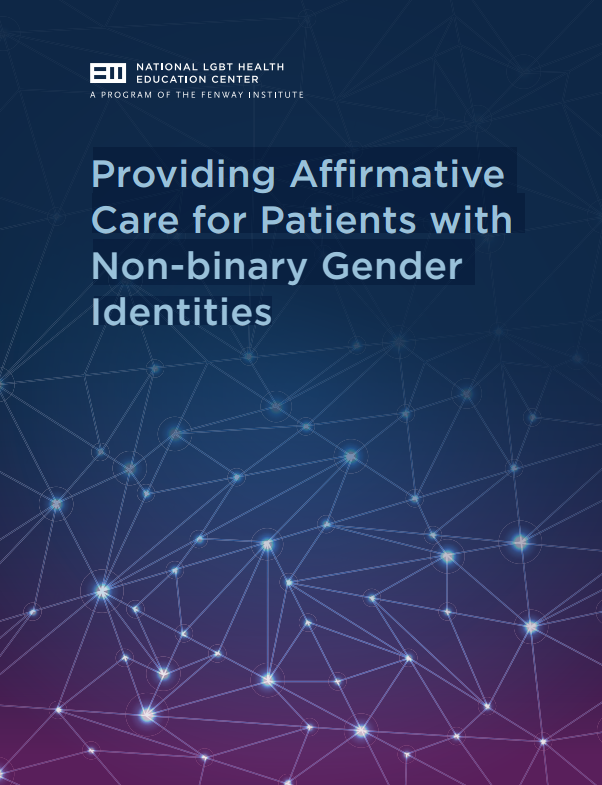 NATIONAL LGBT HEALTH
EDUCATION CENTER
A PROGRAM OF THE FENWAY INSTITUTE
Providing Affirmative
Care for Patients with
Non-binary Gender
Identities